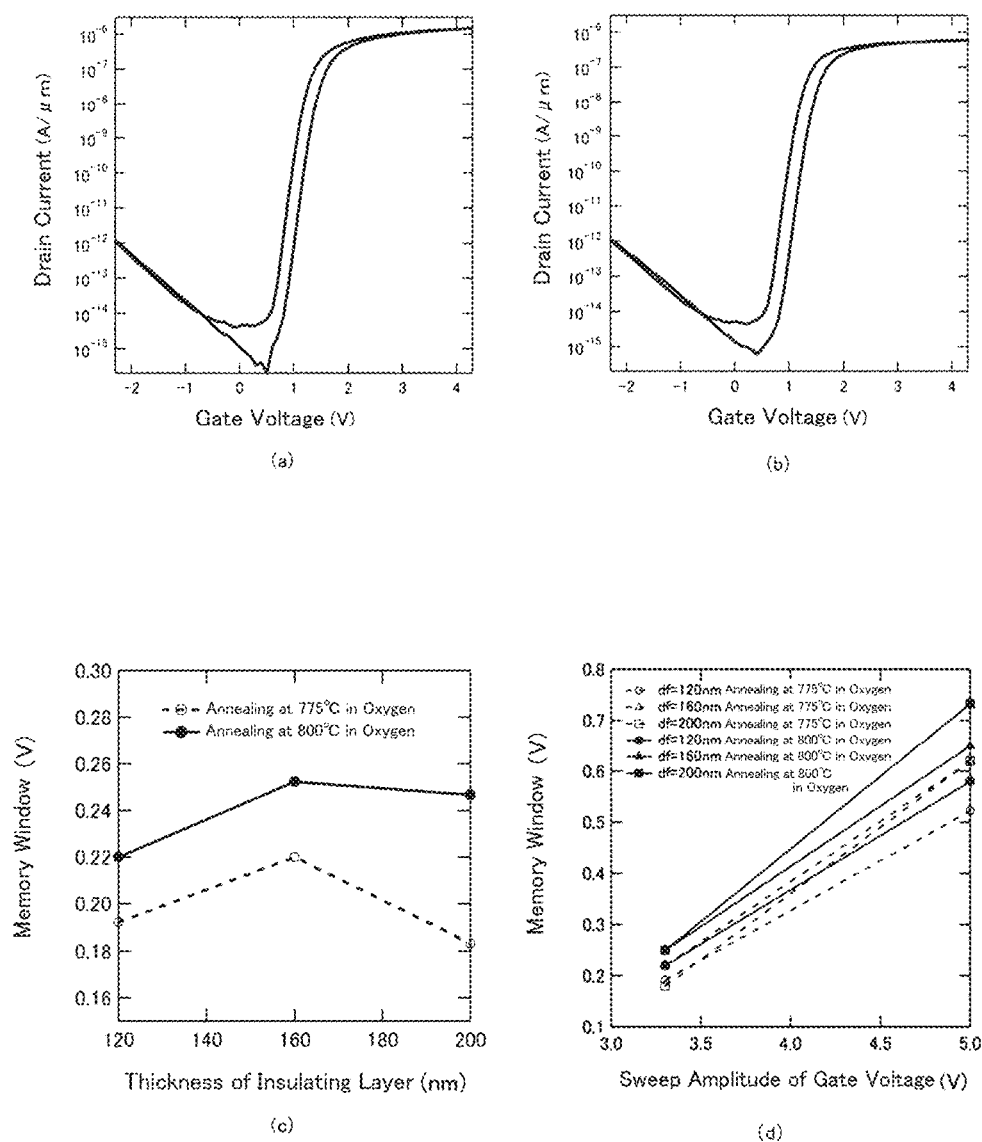 10⁻⁶
10⁻⁷
10⁻⁸
10⁻⁹
10⁻¹⁰
10⁻¹¹
10⁻¹²
10⁻¹³
10⁻¹⁴
10⁻¹⁵
Drain Current (A/μm)
-2 -1 0 1 2 3 4
Gate Voltage (V)
(a)
10⁻⁶
10⁻⁷
10⁻⁸
10⁻⁹
10⁻¹⁰
10⁻¹¹
10⁻¹²
10⁻¹³
10⁻¹⁴
10⁻¹⁵
Drain Current (A/μm)
-2 -1 0 1 2 3 4
Gate Voltage (V)
(b)
0.30
0.28
0.26
0.24
0.22
0.20
0.18
0.16
Memory Window (V)
Annealing at 775°C in Oxygen
Annealing at 800°C in Oxygen
120 140 160 180 200
Thickness of Insulating Layer (nm)
(c)
0.8
0.7
0.6
0.5
0.4
0.3
0.2
0.1
Memory Window (V)
df=120nm Annealing at 775°C in Oxygen
df=160nm Annealing at 775°C in Oxygen
df=200nm Annealing at 775°C in Oxygen
df=120nm Annealing at 800°C in Oxygen
df=160nm Annealing at 800°C in Oxygen
df=200nm Annealing at 800°C
in Oxygen
3.0 3.5 4.0 4.5 5.0
Sweep Amplitude of Gate Voltage (V)
(d)